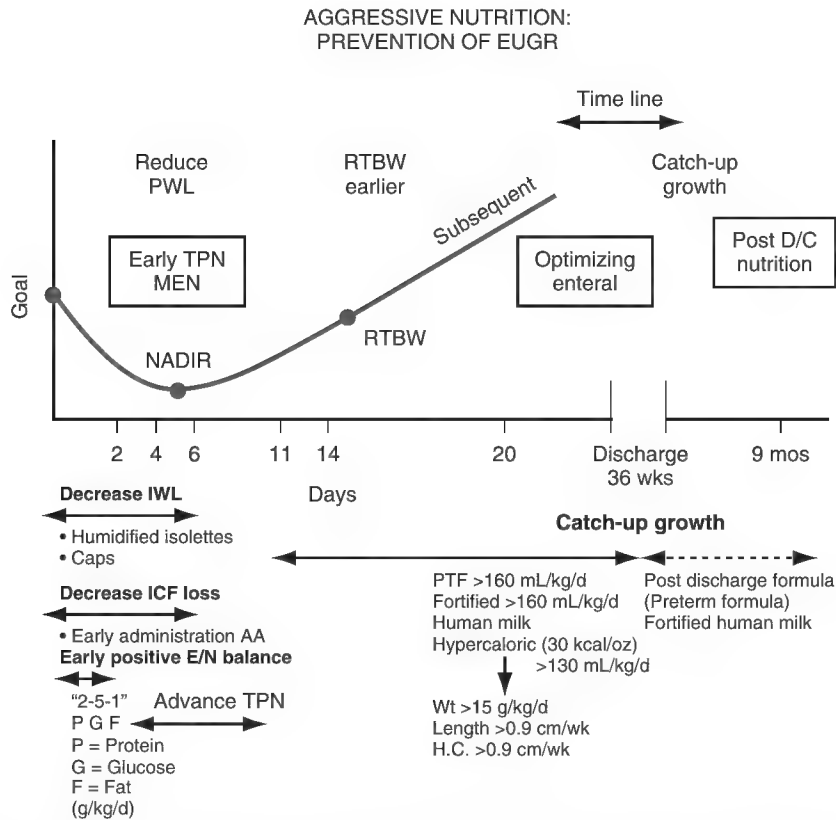 AGGRESSIVE NUTRITION:
PREVENTION OF EUGR
Time line
Reduce
PWL
RTBW
earlier
Catch-up
growth
Subsequent
Early TPN
MEN
Optimizing
enteral
Post D/C
nutrition
Goal
NADIR
RTBW
2 4 6 11 14 20 Discharge 9 mos
36 wks
Days
Decrease IWL
• Humidified isolettes
• Caps
Decrease ICF loss
• Early administration AA
Early positive E/N balance
"2-5-1"
P G F
Advance TPN
P = Protein
G = Glucose
F = Fat
(g/kg/d)
Catch-up growth
PTF >160 mL/kg/d
Fortified >160 mL/kg/d
Human milk
Hypercaloric (30 kcal/oz)
>130 mL/kg/d
Wt >15 g/kg/d
Length >0.9 cm/wk
H.C. >0.9 cm/wk
Post discharge formula
(Preterm formula)
Fortified human milk